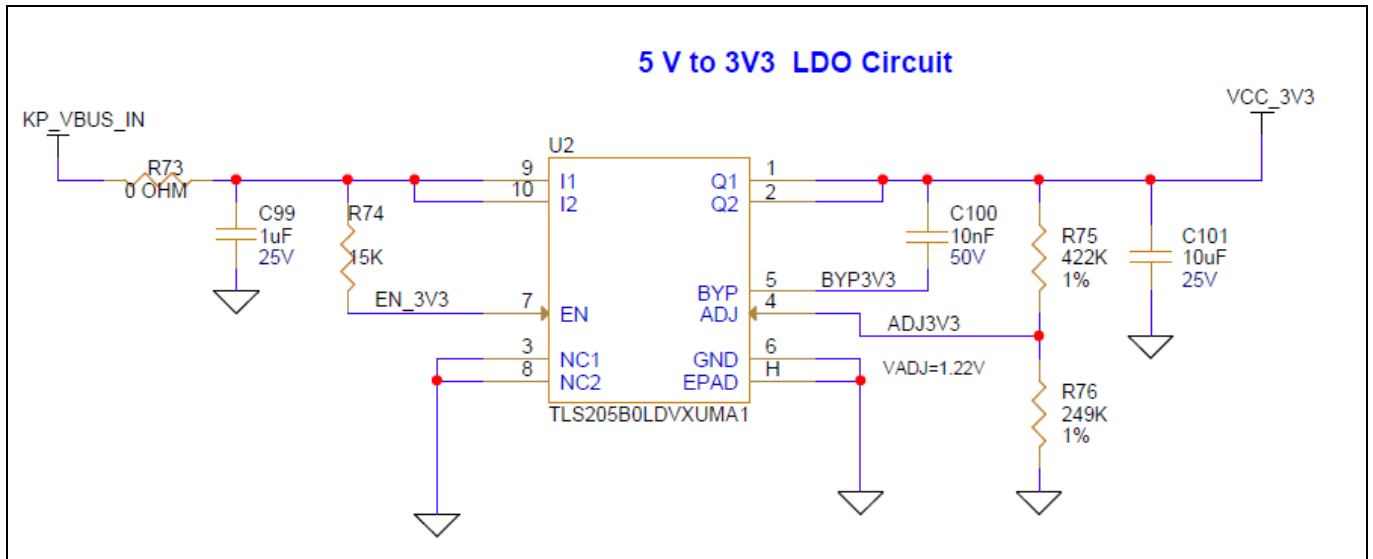 5 V to 3V3 LDO Circuit
KP_VBUS_IN
VCC_3V3
R73
0 OHM
U2
9
10
I1
I2
Q1
Q2
1
2
C99
1uF
25V
R74
15K
C100
10nF
50V
R75
422K
1%
C101
10uF
25V
EN_3V3
7
EN
BYP
ADJ
5
4
BYP3V3
ADJ3V3
3
8
NC1
NC2
GND
EPAD
6
H
VADJ=1.22V
R76
249K
1%
TLS205B0LDVXUMA1